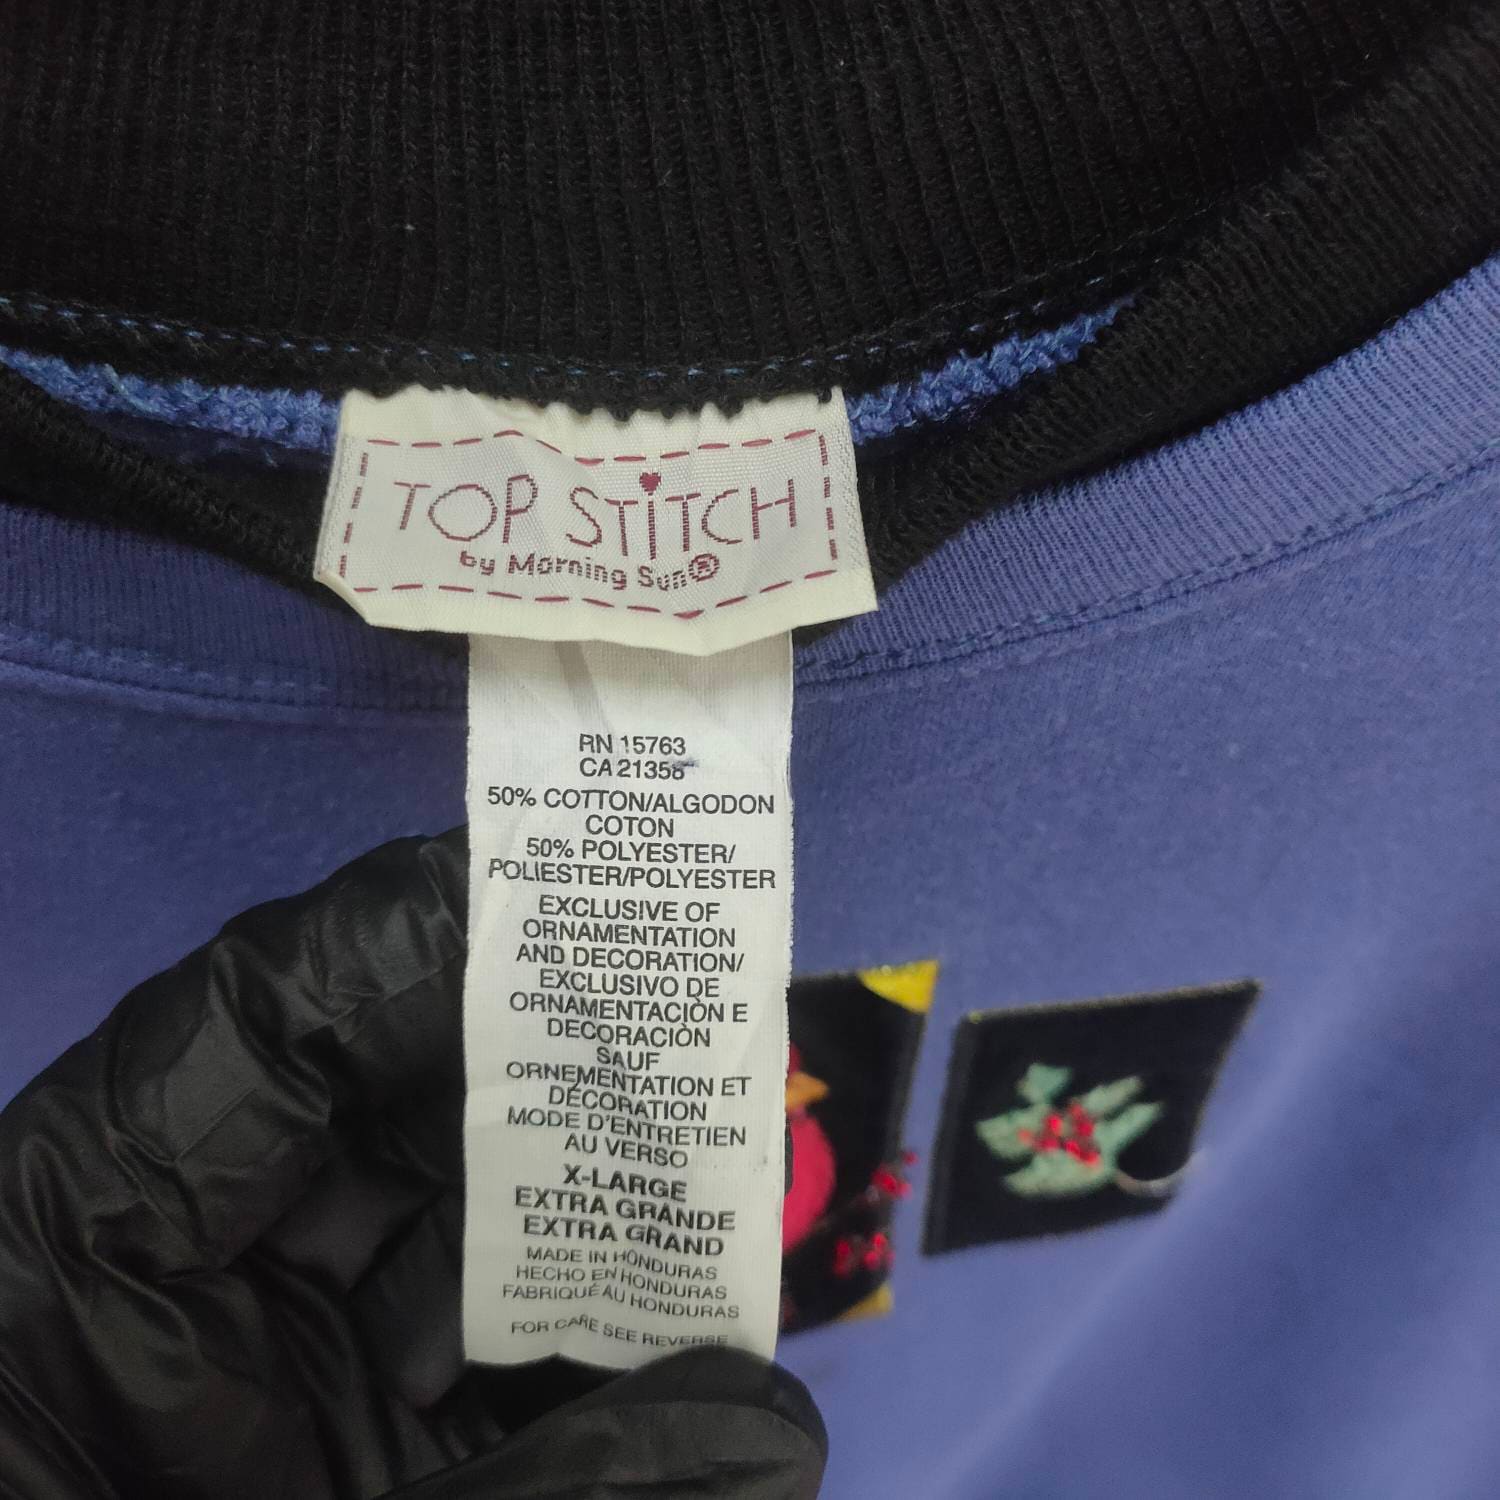 TOP STiTCH
by Morning Sun®
RN 15763
CA 21358
50% COTTON/ALGODON
COTON
50% POLYESTER/
POLIESTER/POLYESTER
EXCLUSIVE OF
ORNAMENTATION
AND DECORATION/
EXCLUSIVO DE
ORNAMENTACIÒN E
DECORACIÒN
SAUF
ORNEMENTATION ET
DÉCORATION
MODE D'ENTRETIEN
AU VERSO
X-LARGE
EXTRA GRANDE
EXTRA GRAND
MADE IN HONDURAS
HECHO EN HONDURAS
FABRIQUÉ AU HONDURAS
FOR CARE SEE REVERSE